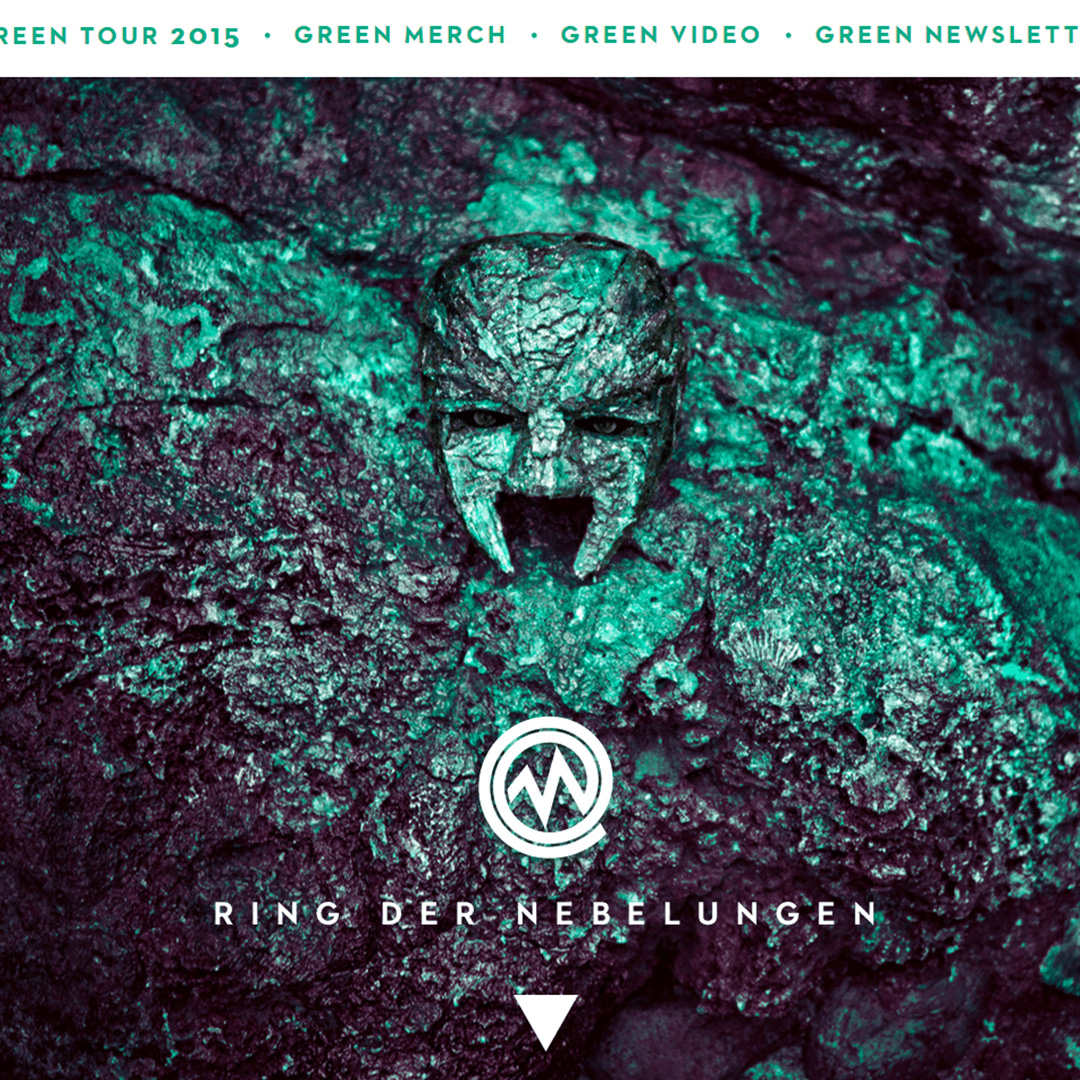 REEN TOUR 2015 • GREEN MERCH • GREEN VIDEO • GREEN NEWSLETT
RING DER NEBELUNGEN